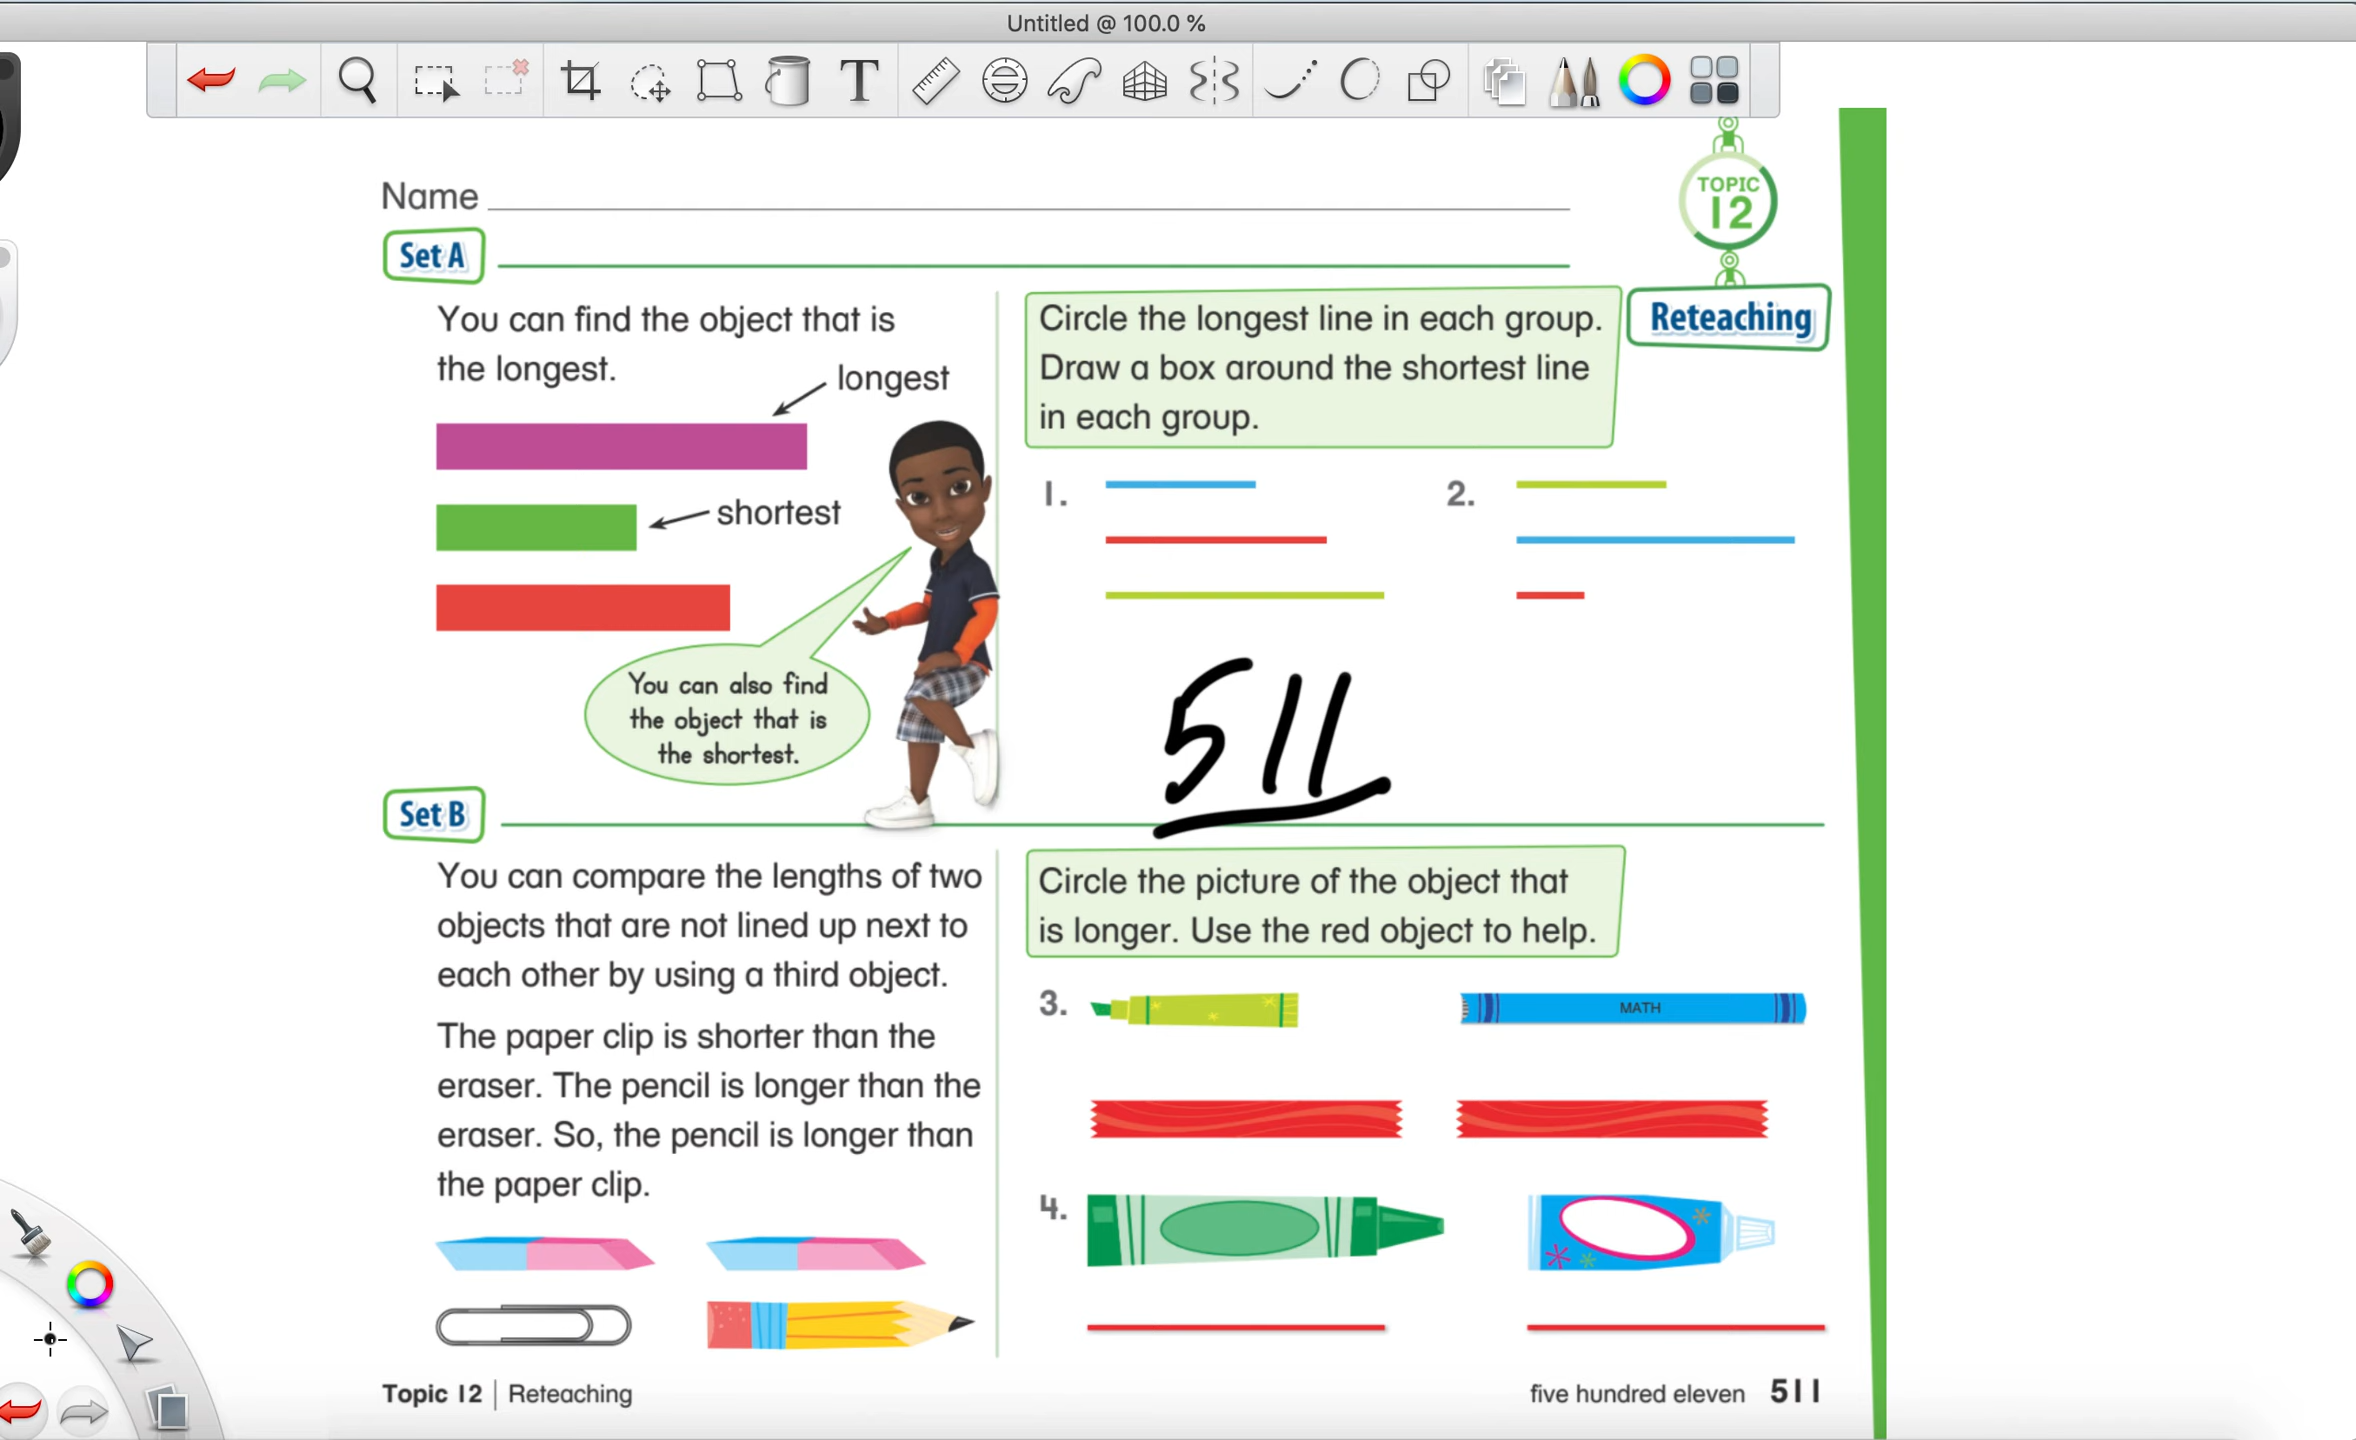 Untitled @ 100.0 %
T
TOPIC
12
Name
Set A
Reteaching
You can find the object that is
the longest.
longest
shortest
You can also find
the object that is
the shortest.
Circle the longest line in each group.
Draw a box around the shortest line
in each group.
1.
2.
511
Set B
You can compare the lengths of two
objects that are not lined up next to
each other by using a third object.
The paper clip is shorter than the
eraser. The pencil is longer than the
eraser. So, the pencil is longer than
the paper clip.
Circle the picture of the object that
is longer. Use the red object to help.
3.
MATH
4.
Topic 12 | Reteaching
five hundred eleven 511